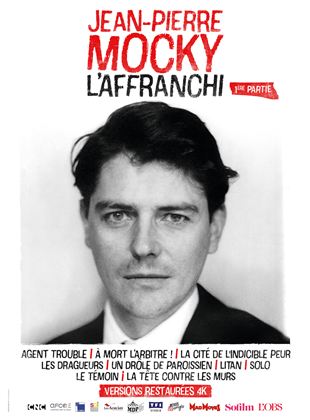 JEAN-PIERRE
MOCKY
L'AFFRANCHI
1ÈRE PARTIE
AGENT TROUBLE / À MORT L'ARBITRE ! / LA CITÉ DE L'INDICIBLE PEUR
LES DRAGUEURS / UN DRÔLE DE PAROISSIEN / LITAN / SOLO
LE TÉMOIN / LA TÊTE CONTRE LES MURS
VERSIONS RESTAURÉES 4K
CNC TF1 Sofilm L'OBS